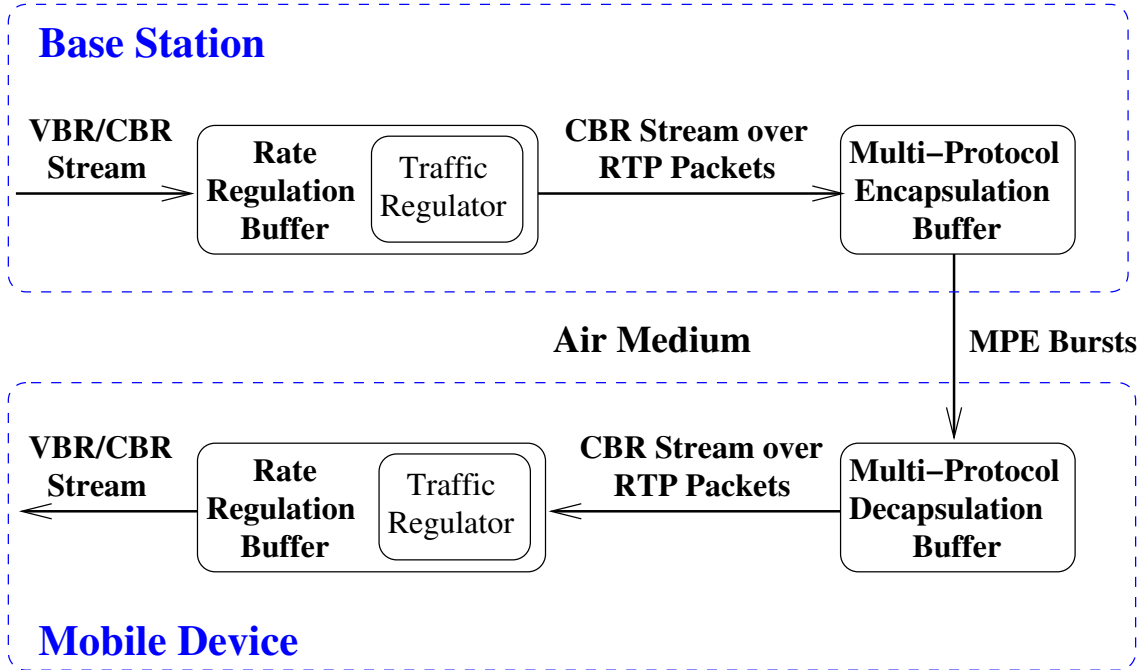 Base Station
VBR/CBR
Stream
Rate
Regulation
Buffer
Traffic
Regulator
CBR Stream over
RTP Packets
Multi−Protocol
Encapsulation
Buffer
Air Medium
MPE Bursts
VBR/CBR
Stream
Rate
Regulation
Buffer
Traffic
Regulator
CBR Stream over
RTP Packets
Multi−Protocol
Decapsulation
Buffer
Mobile Device